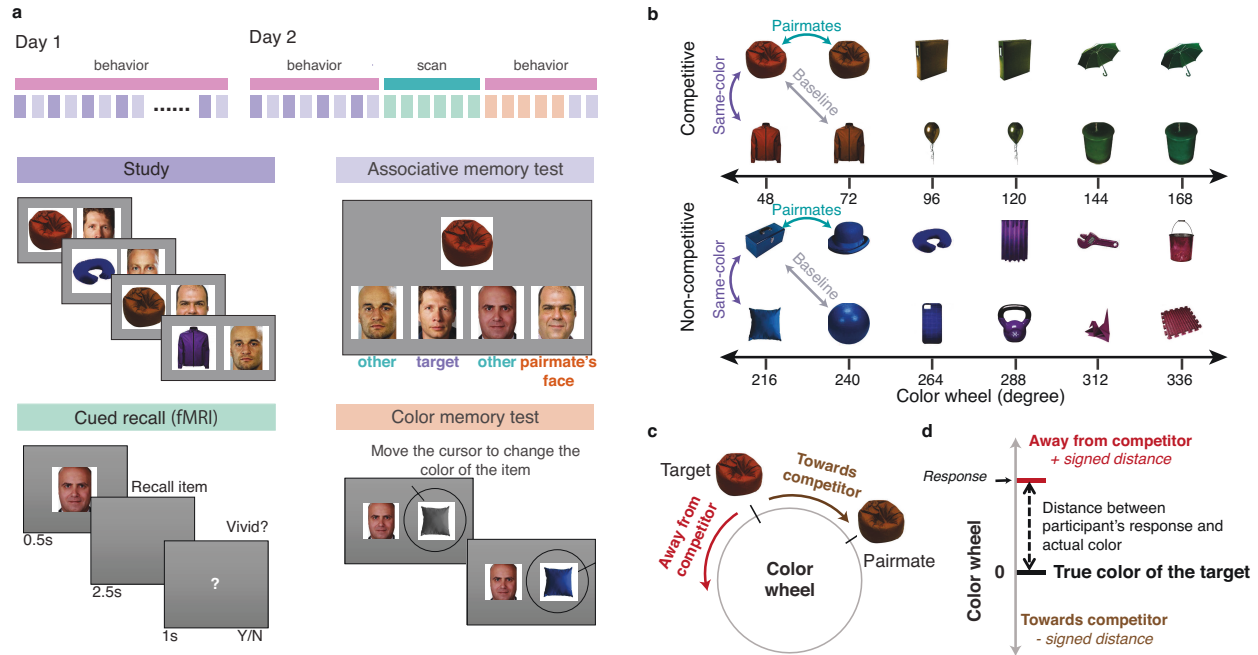 a
Day 1
Day 2
behavior
behavior
scan
behavior
Study
Associative memory test
other
target
other
pairmate's
face
Cued recall (fMRI)
Color memory test
Recall item
Vivid?
0.5s
2.5s
?
1s
Y/N
Move the cursor to change the
color of the item
b
Competitive
Pairmates
Same-color
Baseline
48
72
96
120
144
168
Non-competitive
Pairmates
Same-color
Baseline
216
240
264
288
312
336
Color wheel (degree)
c
Target
Towards
competitor
Away from
competitor
Pairmate
Color
wheel
d
Away from competitor
+ signed distance
Response
Distance between
participant's response and
actual color
Color wheel
0
True color of the target
Towards competitor
- signed distance